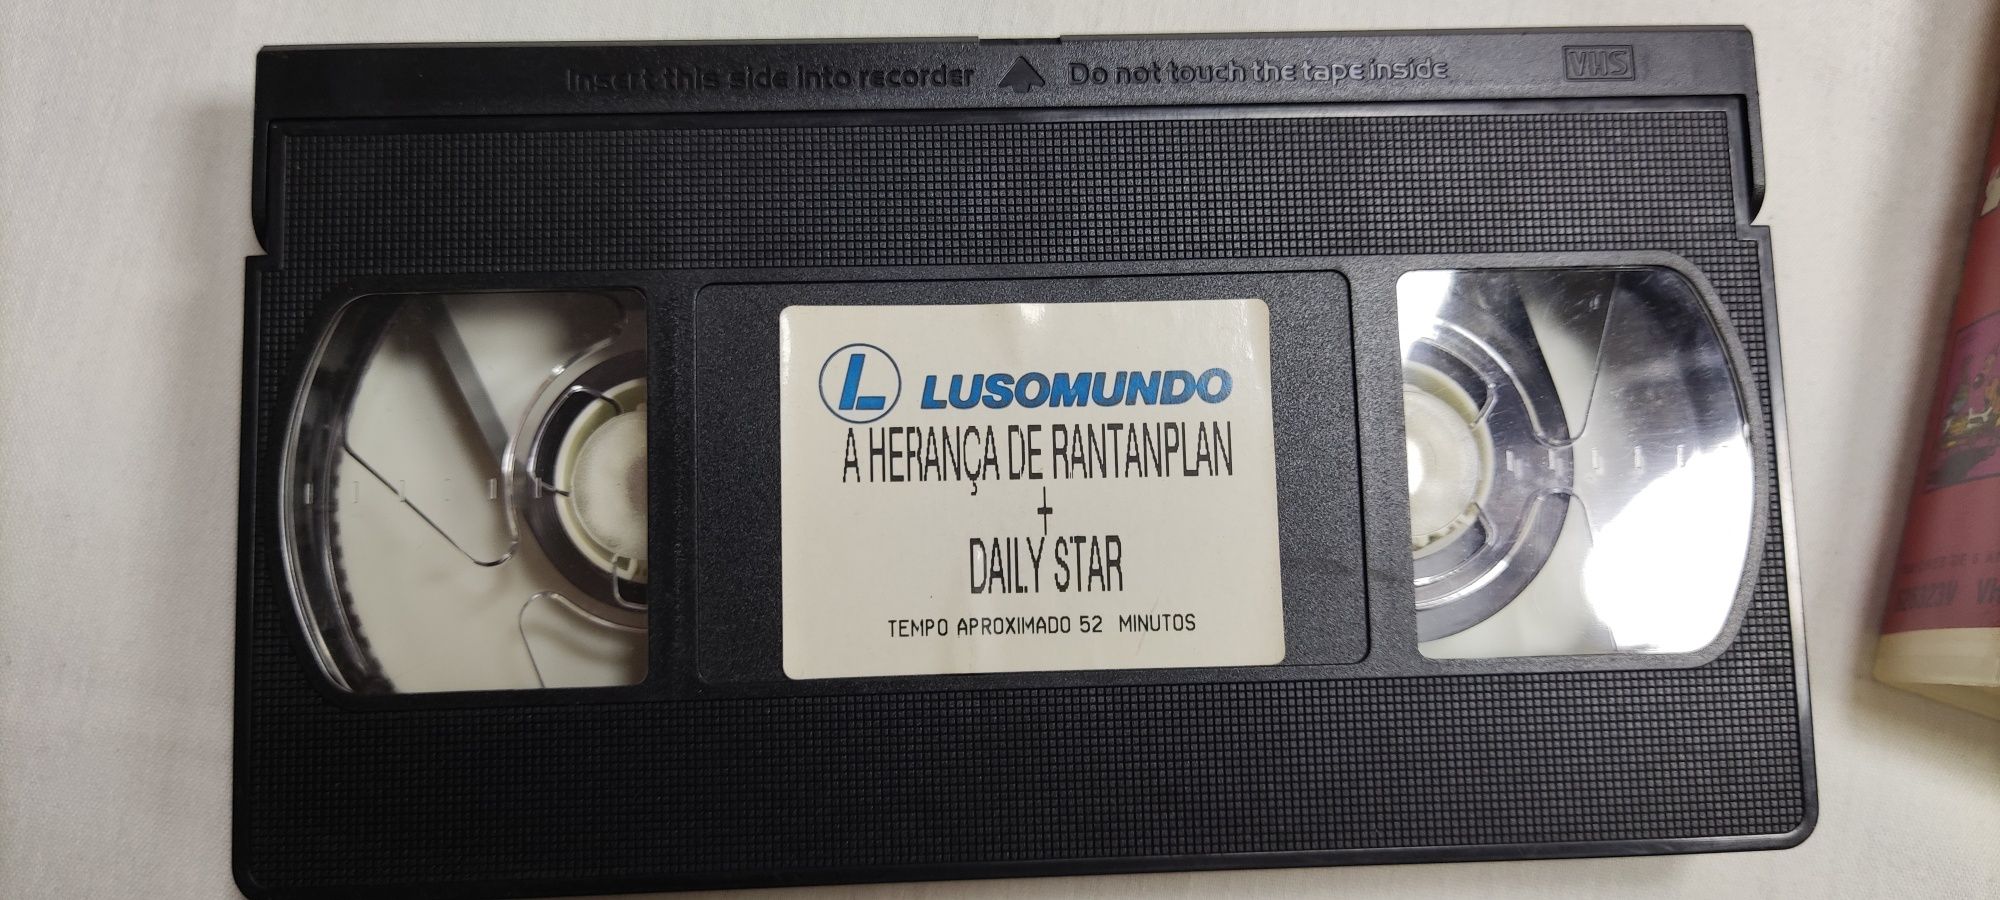 Insert this side into recorder Do not touch the tape inside VHS
L LUSOMUNDO
A HERANÇA DE RANTANPLAN
+
DAILY STAR
TEMPO APROXIMADO 52 MINUTOS